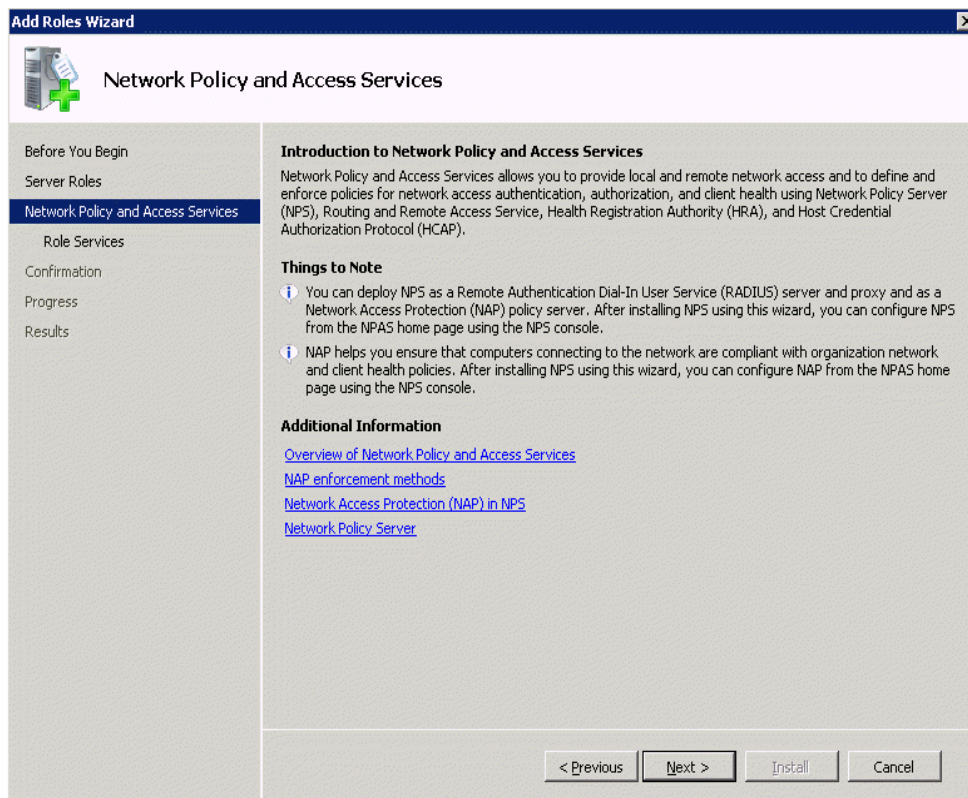 Add Roles Wizard
Network Policy and Access Services
Before You Begin
Server Roles
Network Policy and Access Services
Role Services
Confirmation
Progress
Results
Introduction to Network Policy and Access Services
Network Policy and Access Services allows you to provide local and remote network access and to define and
enforce policies for network access authentication, authorization, and client health using Network Policy Server
(NPS), Routing and Remote Access Service, Health Registration Authority (HRA), and Host Credential
Authorization Protocol (HCAP).
Things to Note
You can deploy NPS as a Remote Authentication Dial-In User Service (RADIUS) server and proxy and as a
Network Access Protection (NAP) policy server. After installing NPS using this wizard, you can configure NPS
from the NPAS home page using the NPS console.
NAP helps you ensure that computers connecting to the network are compliant with organization network
and client health policies. After installing NPS using this wizard, you can configure NAP from the NPAS home
page using the NPS console.
Additional Information
Overview of Network Policy and Access Services
NAP enforcement methods
Network Access Protection (NAP) in NPS
Network Policy Server
< Previous
Next >
Install
Cancel